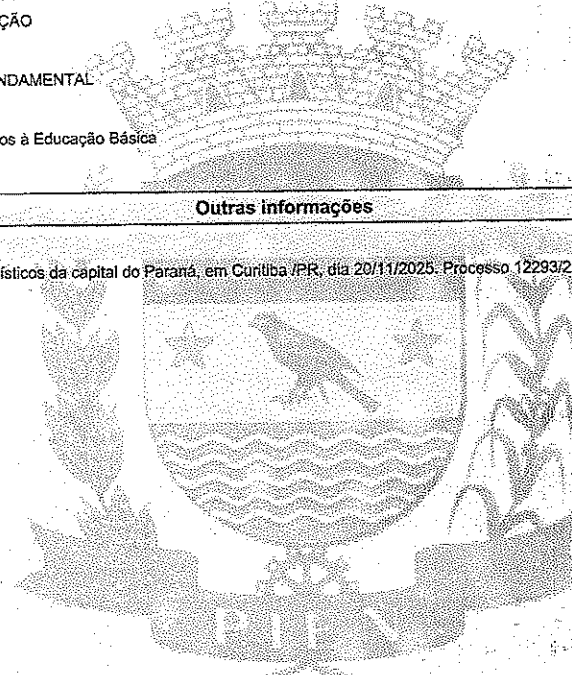 ÇÃO
NDAMENTAL
os à Educação Básica
Outras informações
ísticos da capital do Paraná, em Curitiba /PR, dia 20/11/2025. Processo 12293/2
PIEN